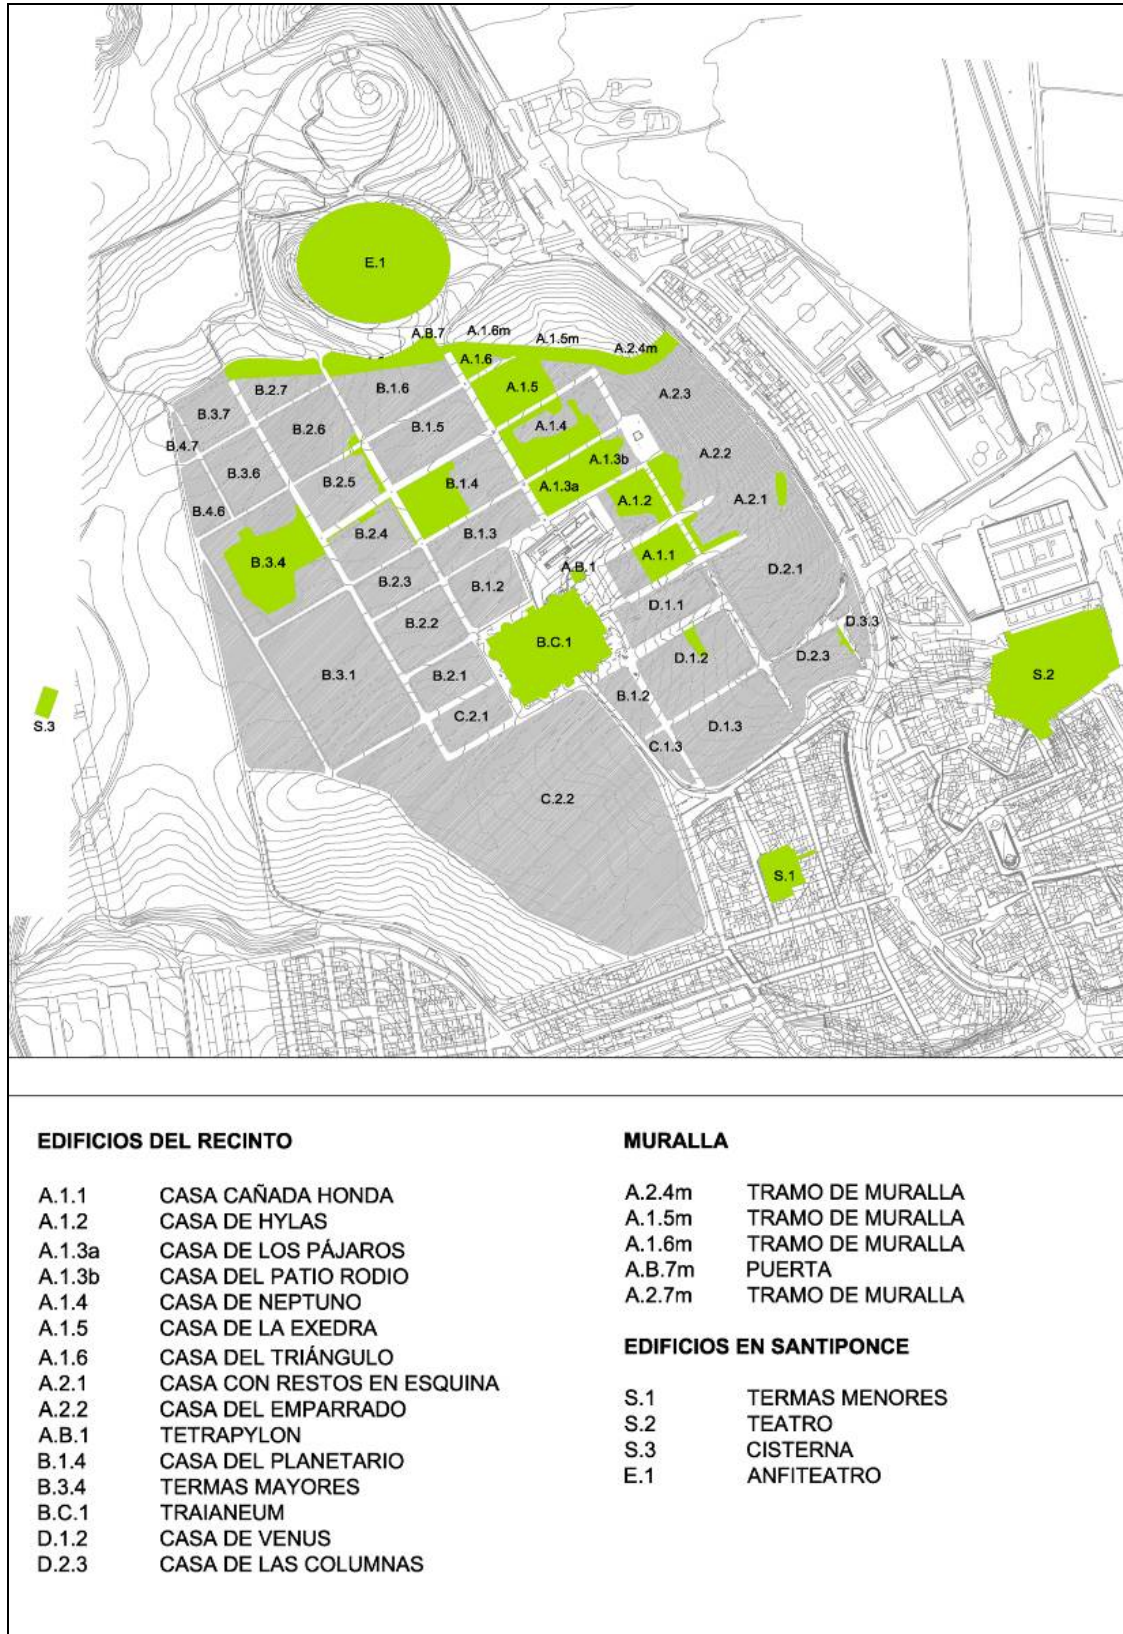 E.1
A.B.7
A.1.6m
A.1.5m
A.2.4m
A.1.6
B.2.7
B.1.6
A.1.5
A.2.3
B.3.7
B.2.6
B.1.5
A.1.4
B.4.7
A.1.3b
A.2.2
B.3.6
B.2.5
B.1.4
A.1.3a
A.1.2
A.2.1
B.4.6
B.2.4
B.1.3
B.3.4
A.B.1
A.1.1
D.2.1
B.2.3
B.1.2
D.1.1
B.2.2
B.C.1
D.3.3
D.1.2
D.2.3
B.3.1
B.2.1
B.1.2
S.2
C.2.1
D.1.3
S.3
C.1.3
C.2.2
S.1
EDIFICIOS DEL RECINTO
A.1.1 CASA CAÑADA HONDA
A.1.2 CASA DE HYLAS
A.1.3a CASA DE LOS PÁJAROS
A.1.3b CASA DEL PATIO RODIO
A.1.4 CASA DE NEPTUNO
A.1.5 CASA DE LA EXEDRA
A.1.6 CASA DEL TRIÁNGULO
A.2.1 CASA CON RESTOS EN ESQUINA
A.2.2 CASA DEL EMPARRADO
A.B.1 TETRAPYLON
B.1.4 CASA DEL PLANETARIO
B.3.4 TERMAS MAYORES
B.C.1 TRAIANEUM
D.1.2 CASA DE VENUS
D.2.3 CASA DE LAS COLUMNAS
MURALLA
A.2.4m TRAMO DE MURALLA
A.1.5m TRAMO DE MURALLA
A.1.6m TRAMO DE MURALLA
A.B.7m PUERTA
A.2.7m TRAMO DE MURALLA
EDIFICIOS EN SANTIPONCE
S.1 TERMAS MENORES
S.2 TEATRO
S.3 CISTERNA
E.1 ANFITEATRO